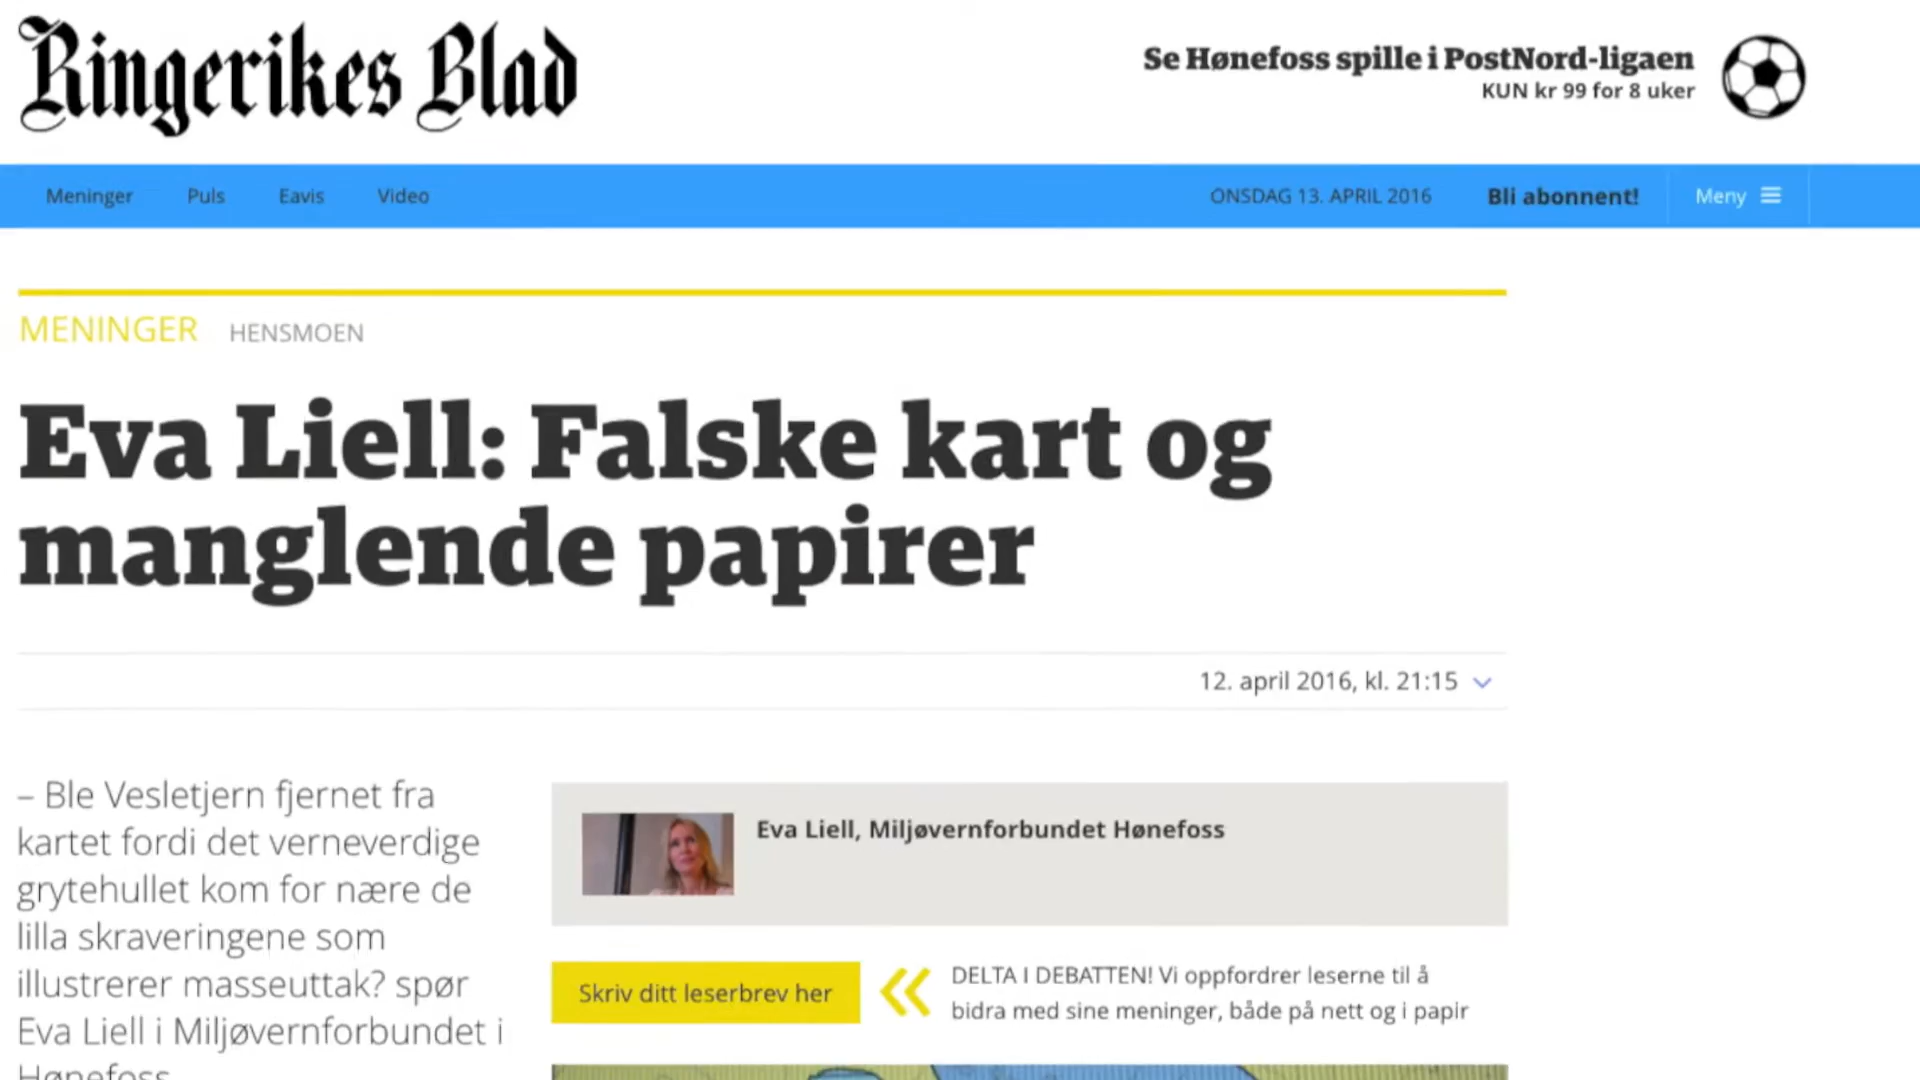 Ringerikes Blad
Se Hønefoss spille i PostNord-ligaen
KUN kr 99 for 8 uker
Meninger Puls Eavis Video ONSDAG 13. APRIL 2016 Bli abonnent! Meny
MENINGER HENSMOEN
Eva Liell: Falske kart og
manglende papirer
12. april 2016, kl. 21:15
– Ble Vesletjern fjernet fra
kartet fordi det verneverdige
grytehullet kom for nære de
lilla skraveringene som
illustrerer masseuttak? spør
Eva Liell i Miljøvernforbundet i
Hønefoss.
Eva Liell, Miljøvernforbundet Hønefoss
Skriv ditt leserbrev her
DELTA I DEBATTEN! Vi oppfordrer leserne til å
bidra med sine meninger, både på nett og i papir